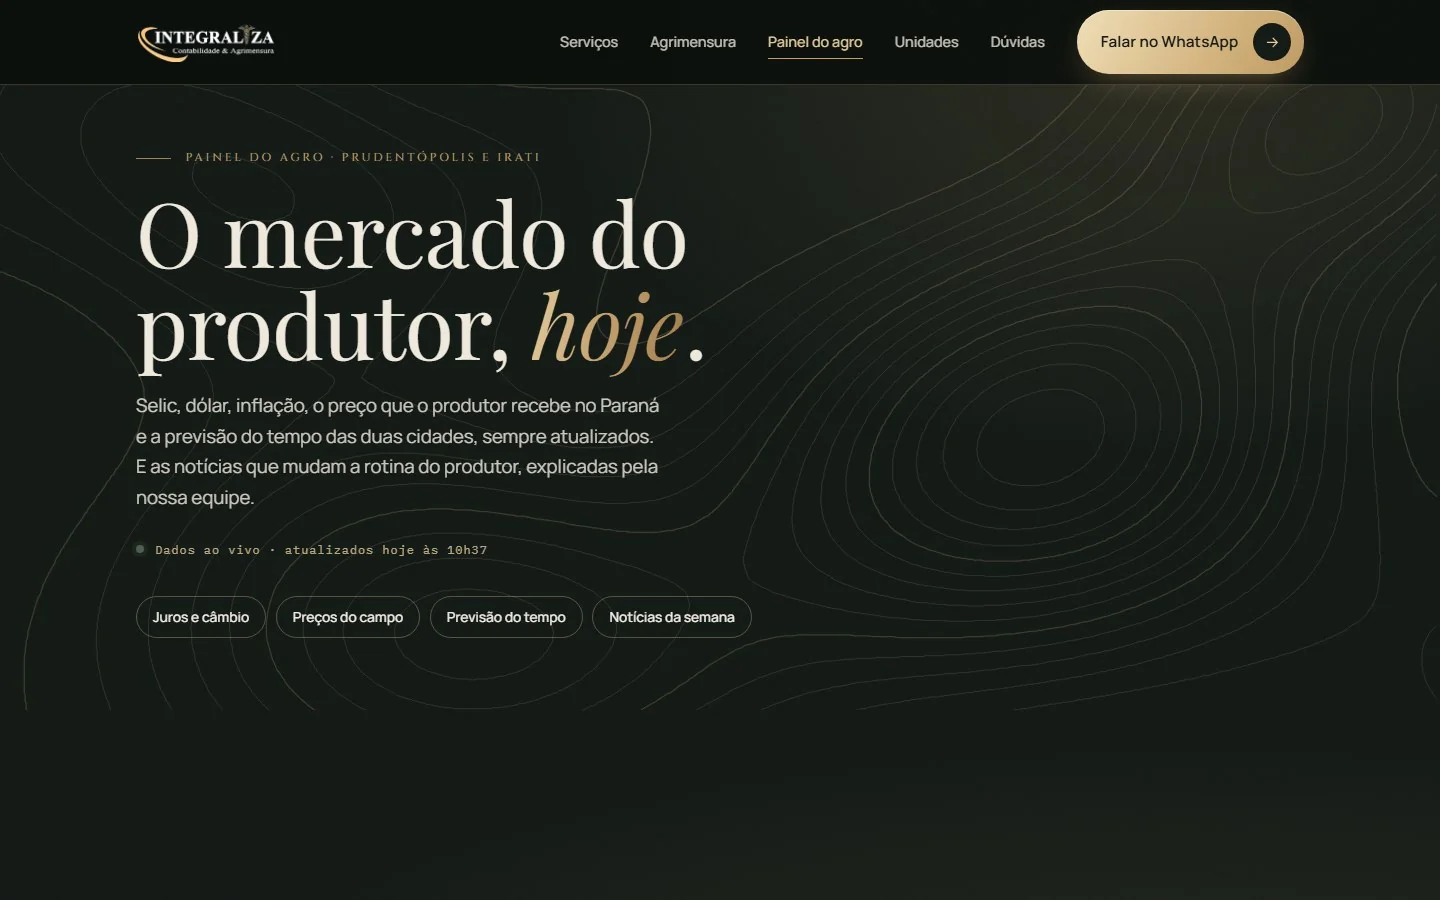 INTEGRALIZA
Contabilidade & Agrimensura
Serviços
Agrimensura
Painel do agro
Unidades
Dúvidas
Falar no WhatsApp →
PAINEL DO AGRO · PRUDENTÓPOLIS E IRATI
O mercado do
produtor, hoje.
Selic, dólar, inflação, o preço que o produtor recebe no Paraná
e a previsão do tempo das duas cidades, sempre atualizados.
E as notícias que mudam a rotina do produtor, explicadas pela
nossa equipe.
Dados ao vivo · atualizados hoje às 10h37
Juros e câmbio
Preços do campo
Previsão do tempo
Notícias da semana